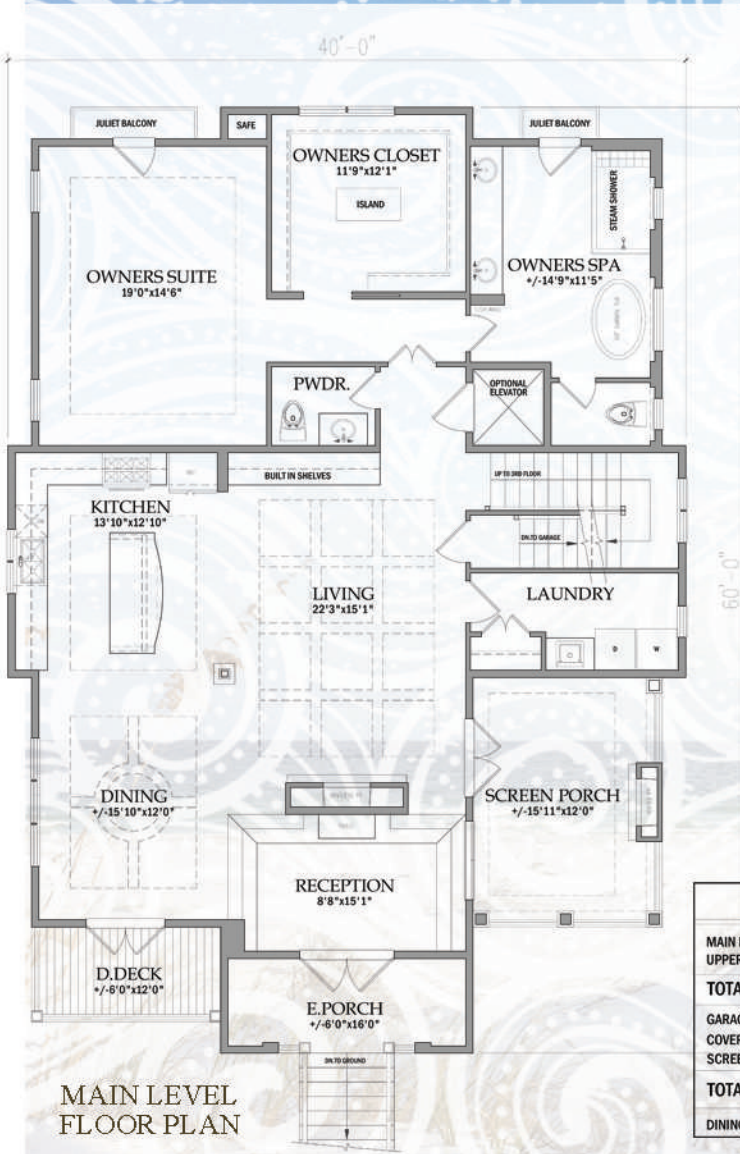 40'-0"
JULIET BALCONY
SAFE
JULIET BALCONY
OWNERS CLOSET
11'9"x12'1"
ISLAND
STEAM SHOWER
OWNERS SUITE
19'0"x14'6"
OWNERS SPA
+/-14'9"x11'5"
PWDR.
OPTIONAL
ELEVATOR
BUILT IN SHELVES
UP TO 3RD FLOOR
KITCHEN
13'10"x12'10"
DN.TO GARAGE
LIVING
22'3"x15'1"
LAUNDRY
60'-0"
D
W
DINING
+/-15'10"x12'0"
SCREEN PORCH
+/-15'11"x12'0"
RECEPTION
8'8"x15'1"
D.DECK
+/-6'0"x12'0"
E.PORCH
+/-6'0"x16'0"
DN.TO GROUND
MAIN
UPPER
TOTA
GARAG
COVER
SCREE
TOTA
DINING
MAIN LEVEL
FLOOR PLAN